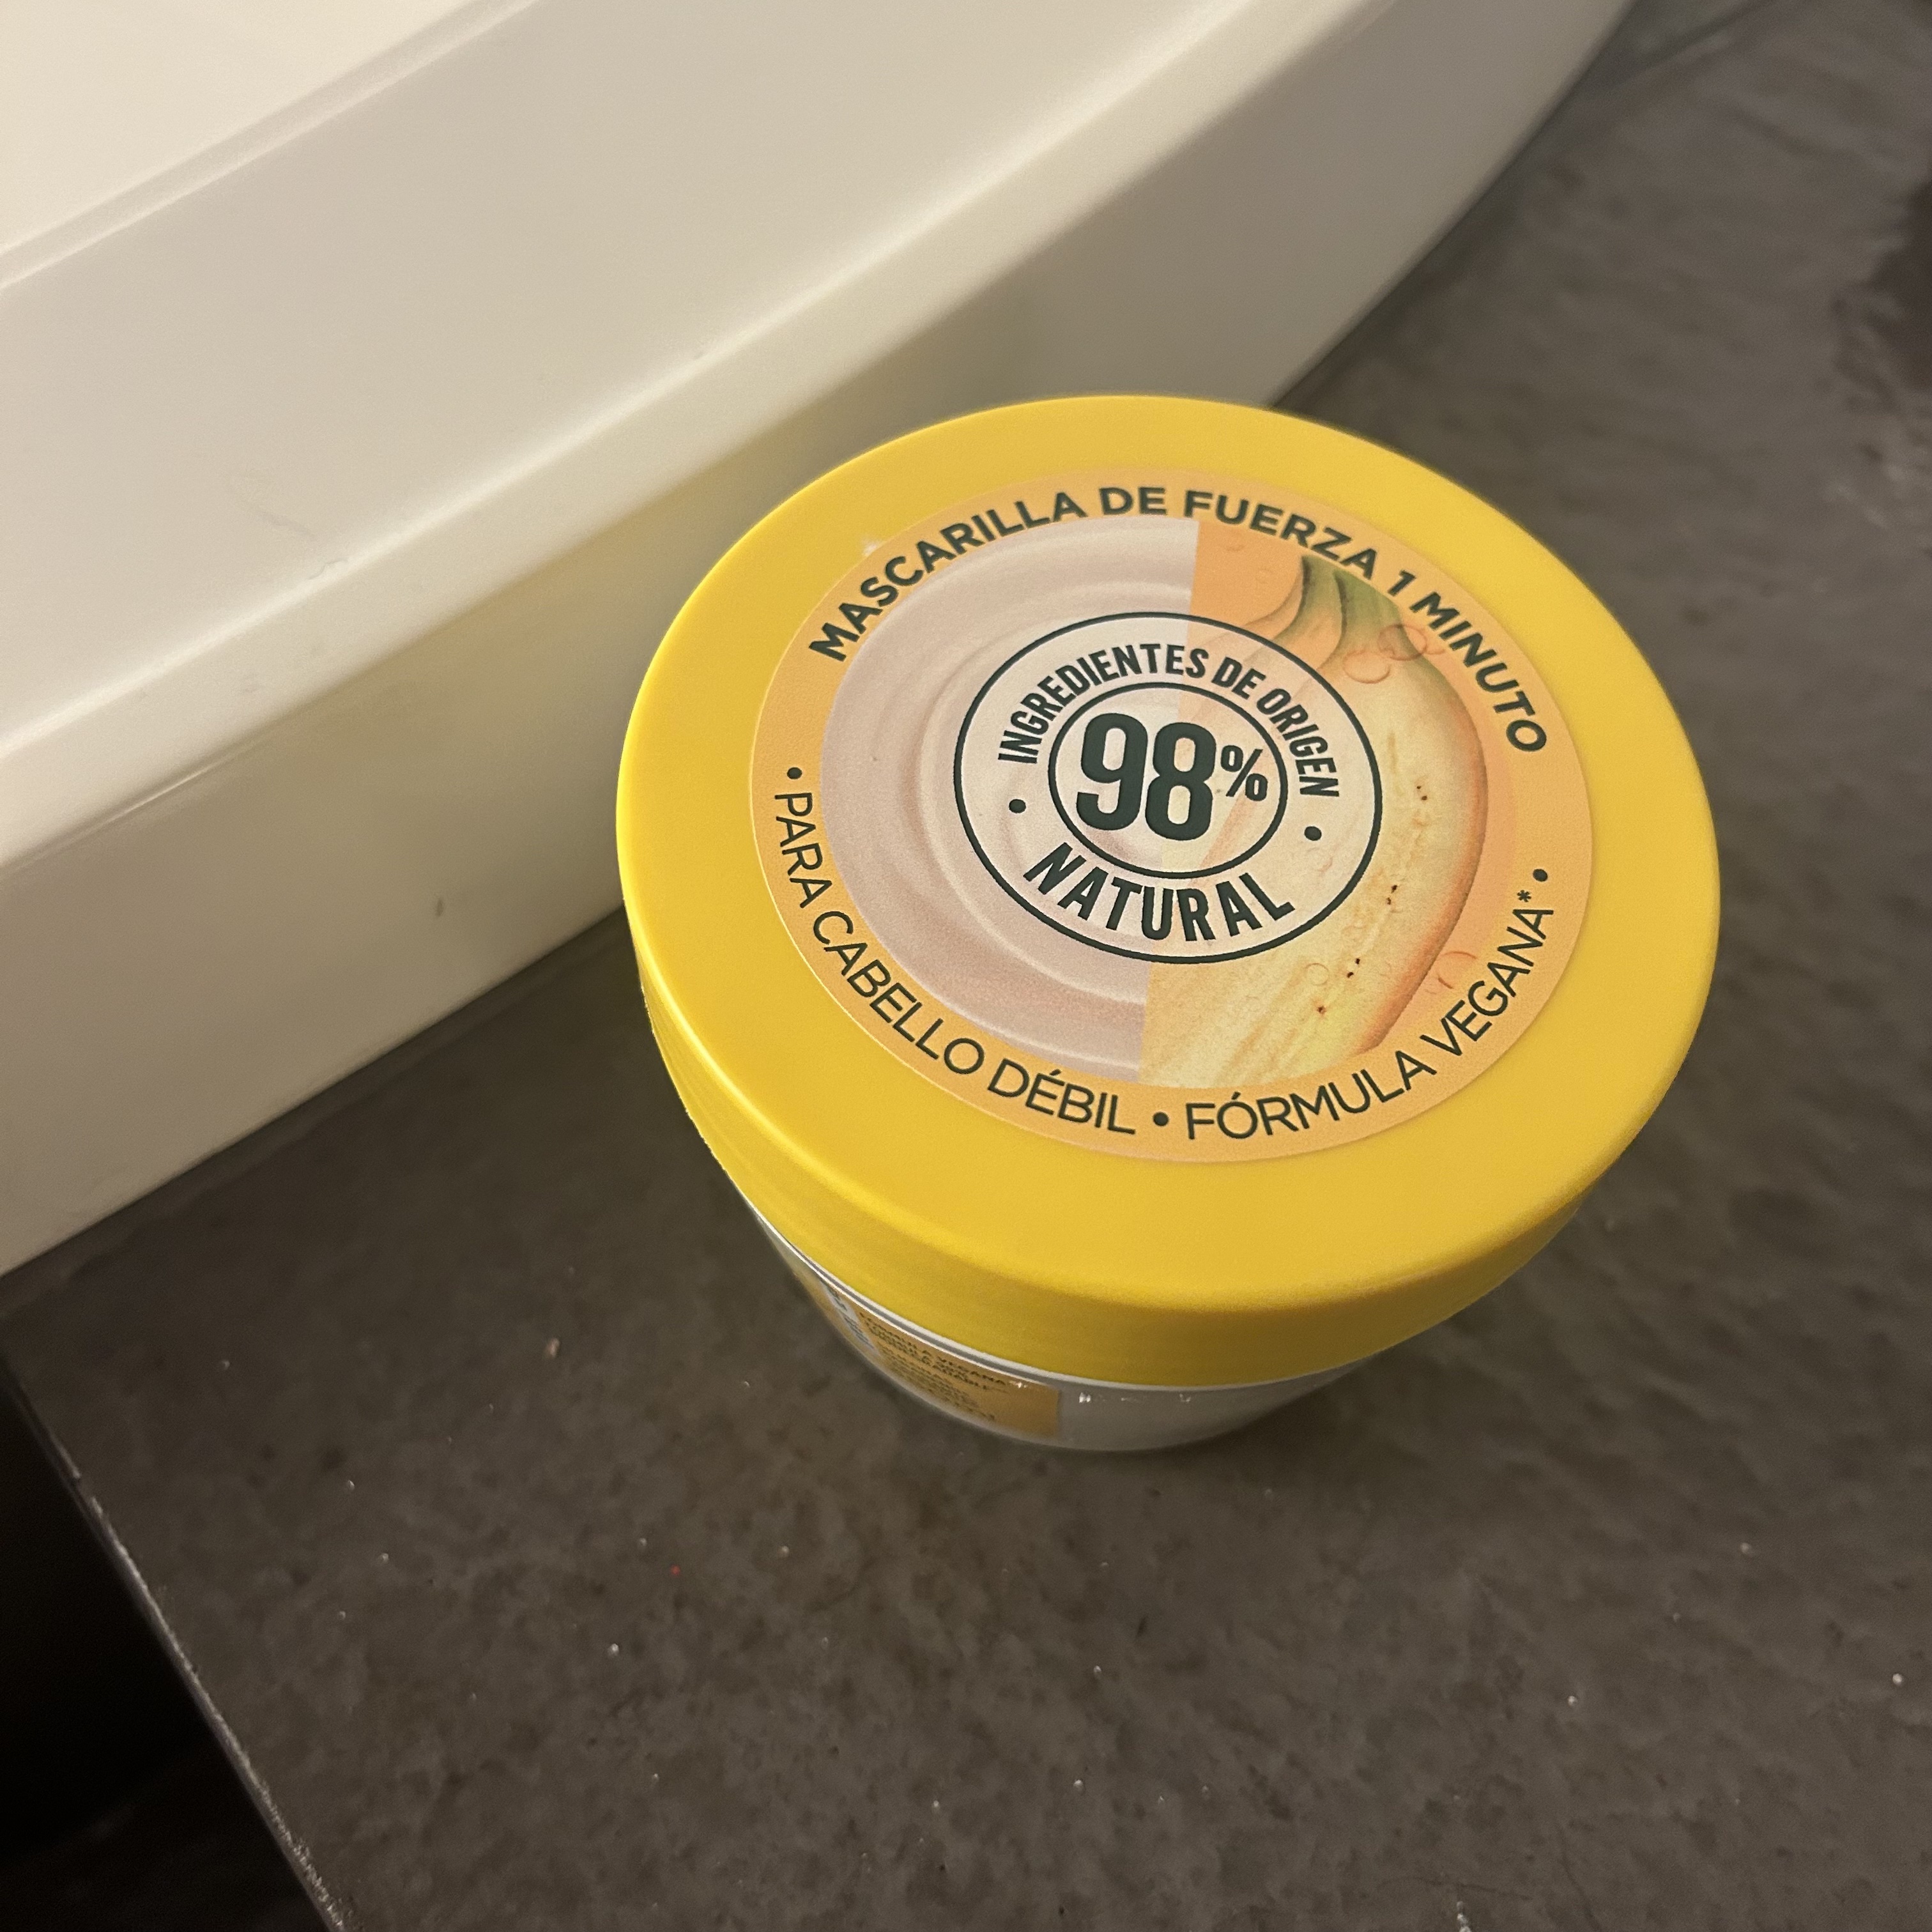 MASCARILLA DE FUERZA 1 MINUTO
INGREDIENTES DE ORIGEN
98%
NATURAL
• PARA CABELLO DÉBIL • FÓRMULA VEGANA* •